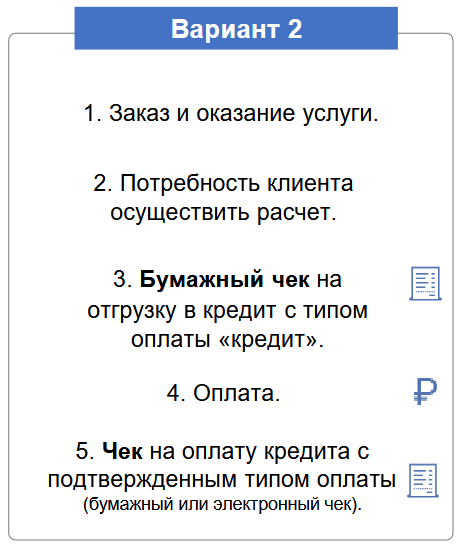 Вариант 2
1. Заказ и оказание услуги.
2. Потребность клиента
осуществить расчет.
3. Бумажный чек на
отгрузку в кредит с типом
оплаты «кредит».
4. Оплата.
5. Чек на оплату кредита с
подтвержденным типом оплаты
(бумажный или электронный чек).